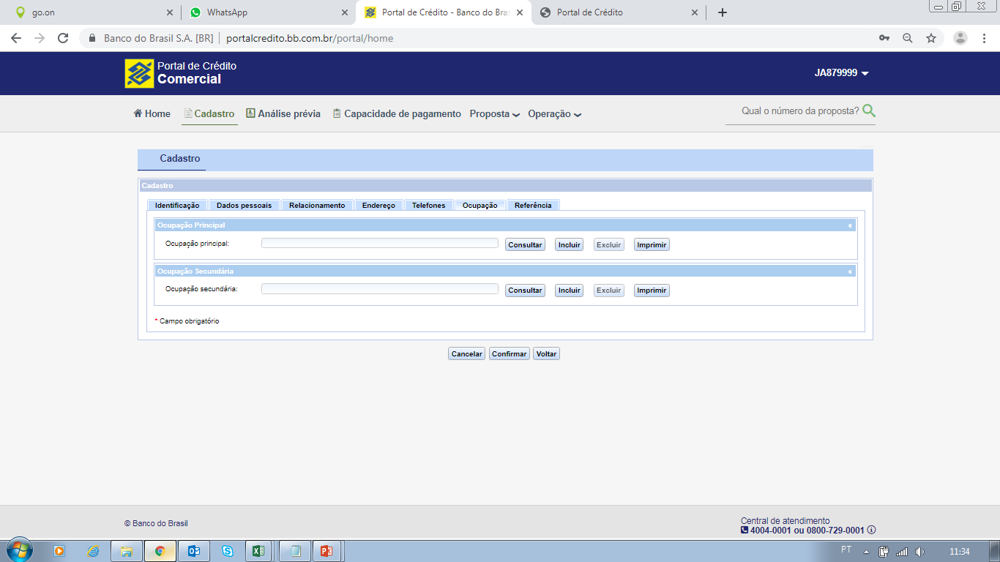 go.on
WhatsApp
Portal de Crédito - Banco do Bras
Portal de Crédito
Banco do Brasil S.A. [BR]
portalcredito.bb.com.br/portal/home
Portal de Crédito
Comercial
JA879999
Home
Cadastro
Análise prévia
Capacidade de pagamento
Proposta
Operação
Qual o número da proposta?
Cadastro
Cadastro
Identificação
Dados pessoais
Relacionamento
Endereço
Telefones
Ocupação
Referência
Ocupação Principal «
Ocupação principal: Consultar Incluir Excluir Imprimir
Ocupação Secundária «
Ocupação secundária: Consultar Incluir Excluir Imprimir
* Campo obrigatório
Cancelar Confirmar Voltar
© Banco do Brasil
Central de atendimento
4004-0001 ou 0800-729-0001
PT
11:34